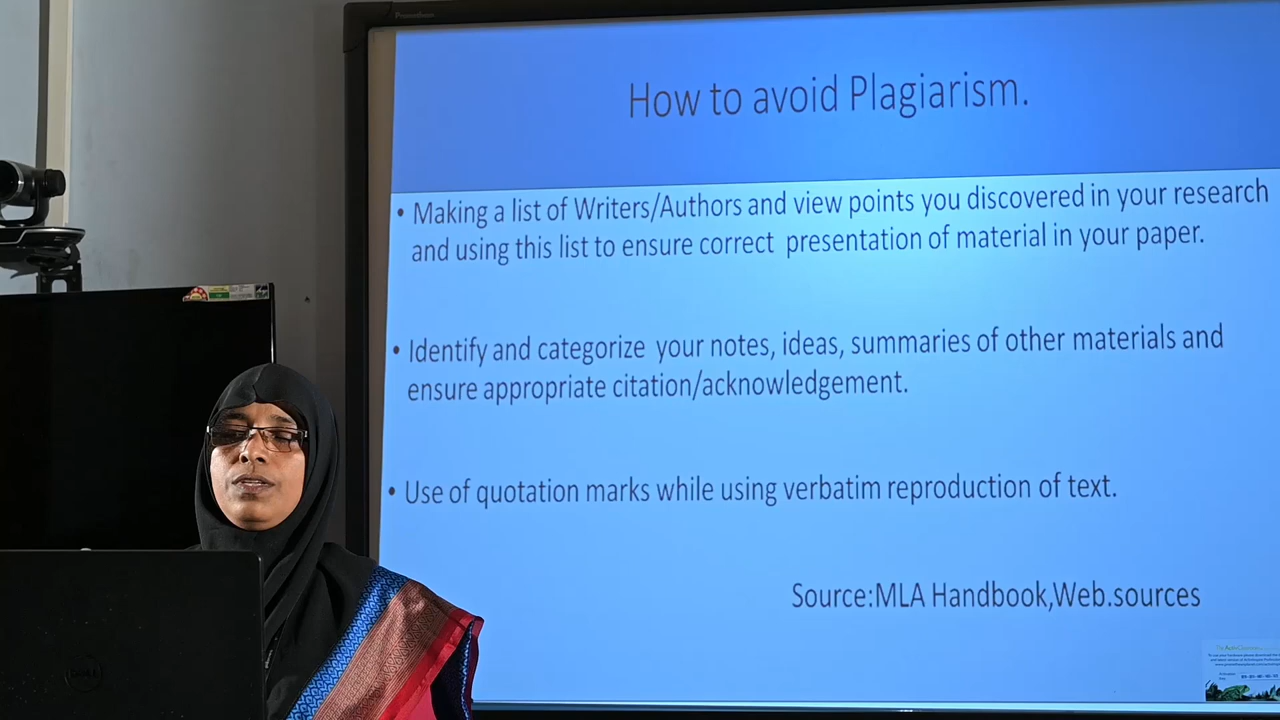 Promethean
How to avoid Plagiarism.
• Making a list of Writers/Authors and view points you discovered in your research
and using this list to ensure correct presentation of material in your paper.
• Identify and categorize your notes, ideas, summaries of other materials and
ensure appropriate citation/acknowledgement.
• Use of quotation marks while using verbatim reproduction of text.
Source:MLA Handbook,Web.sources
DELL